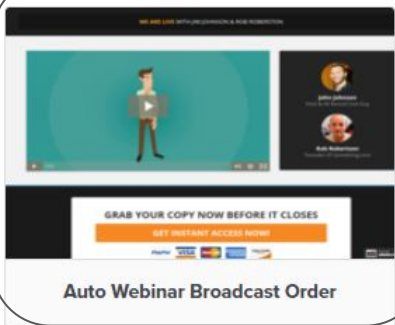 WE ARE LIVE WITH JIM JOHNSON & ROB ROBERSTON
John Johnson
Rob Robertson
GRAB YOUR COPY NOW BEFORE IT CLOSES
GET INSTANT ACCESS NOW!
PayPal VISA
Auto Webinar Broadcast Order